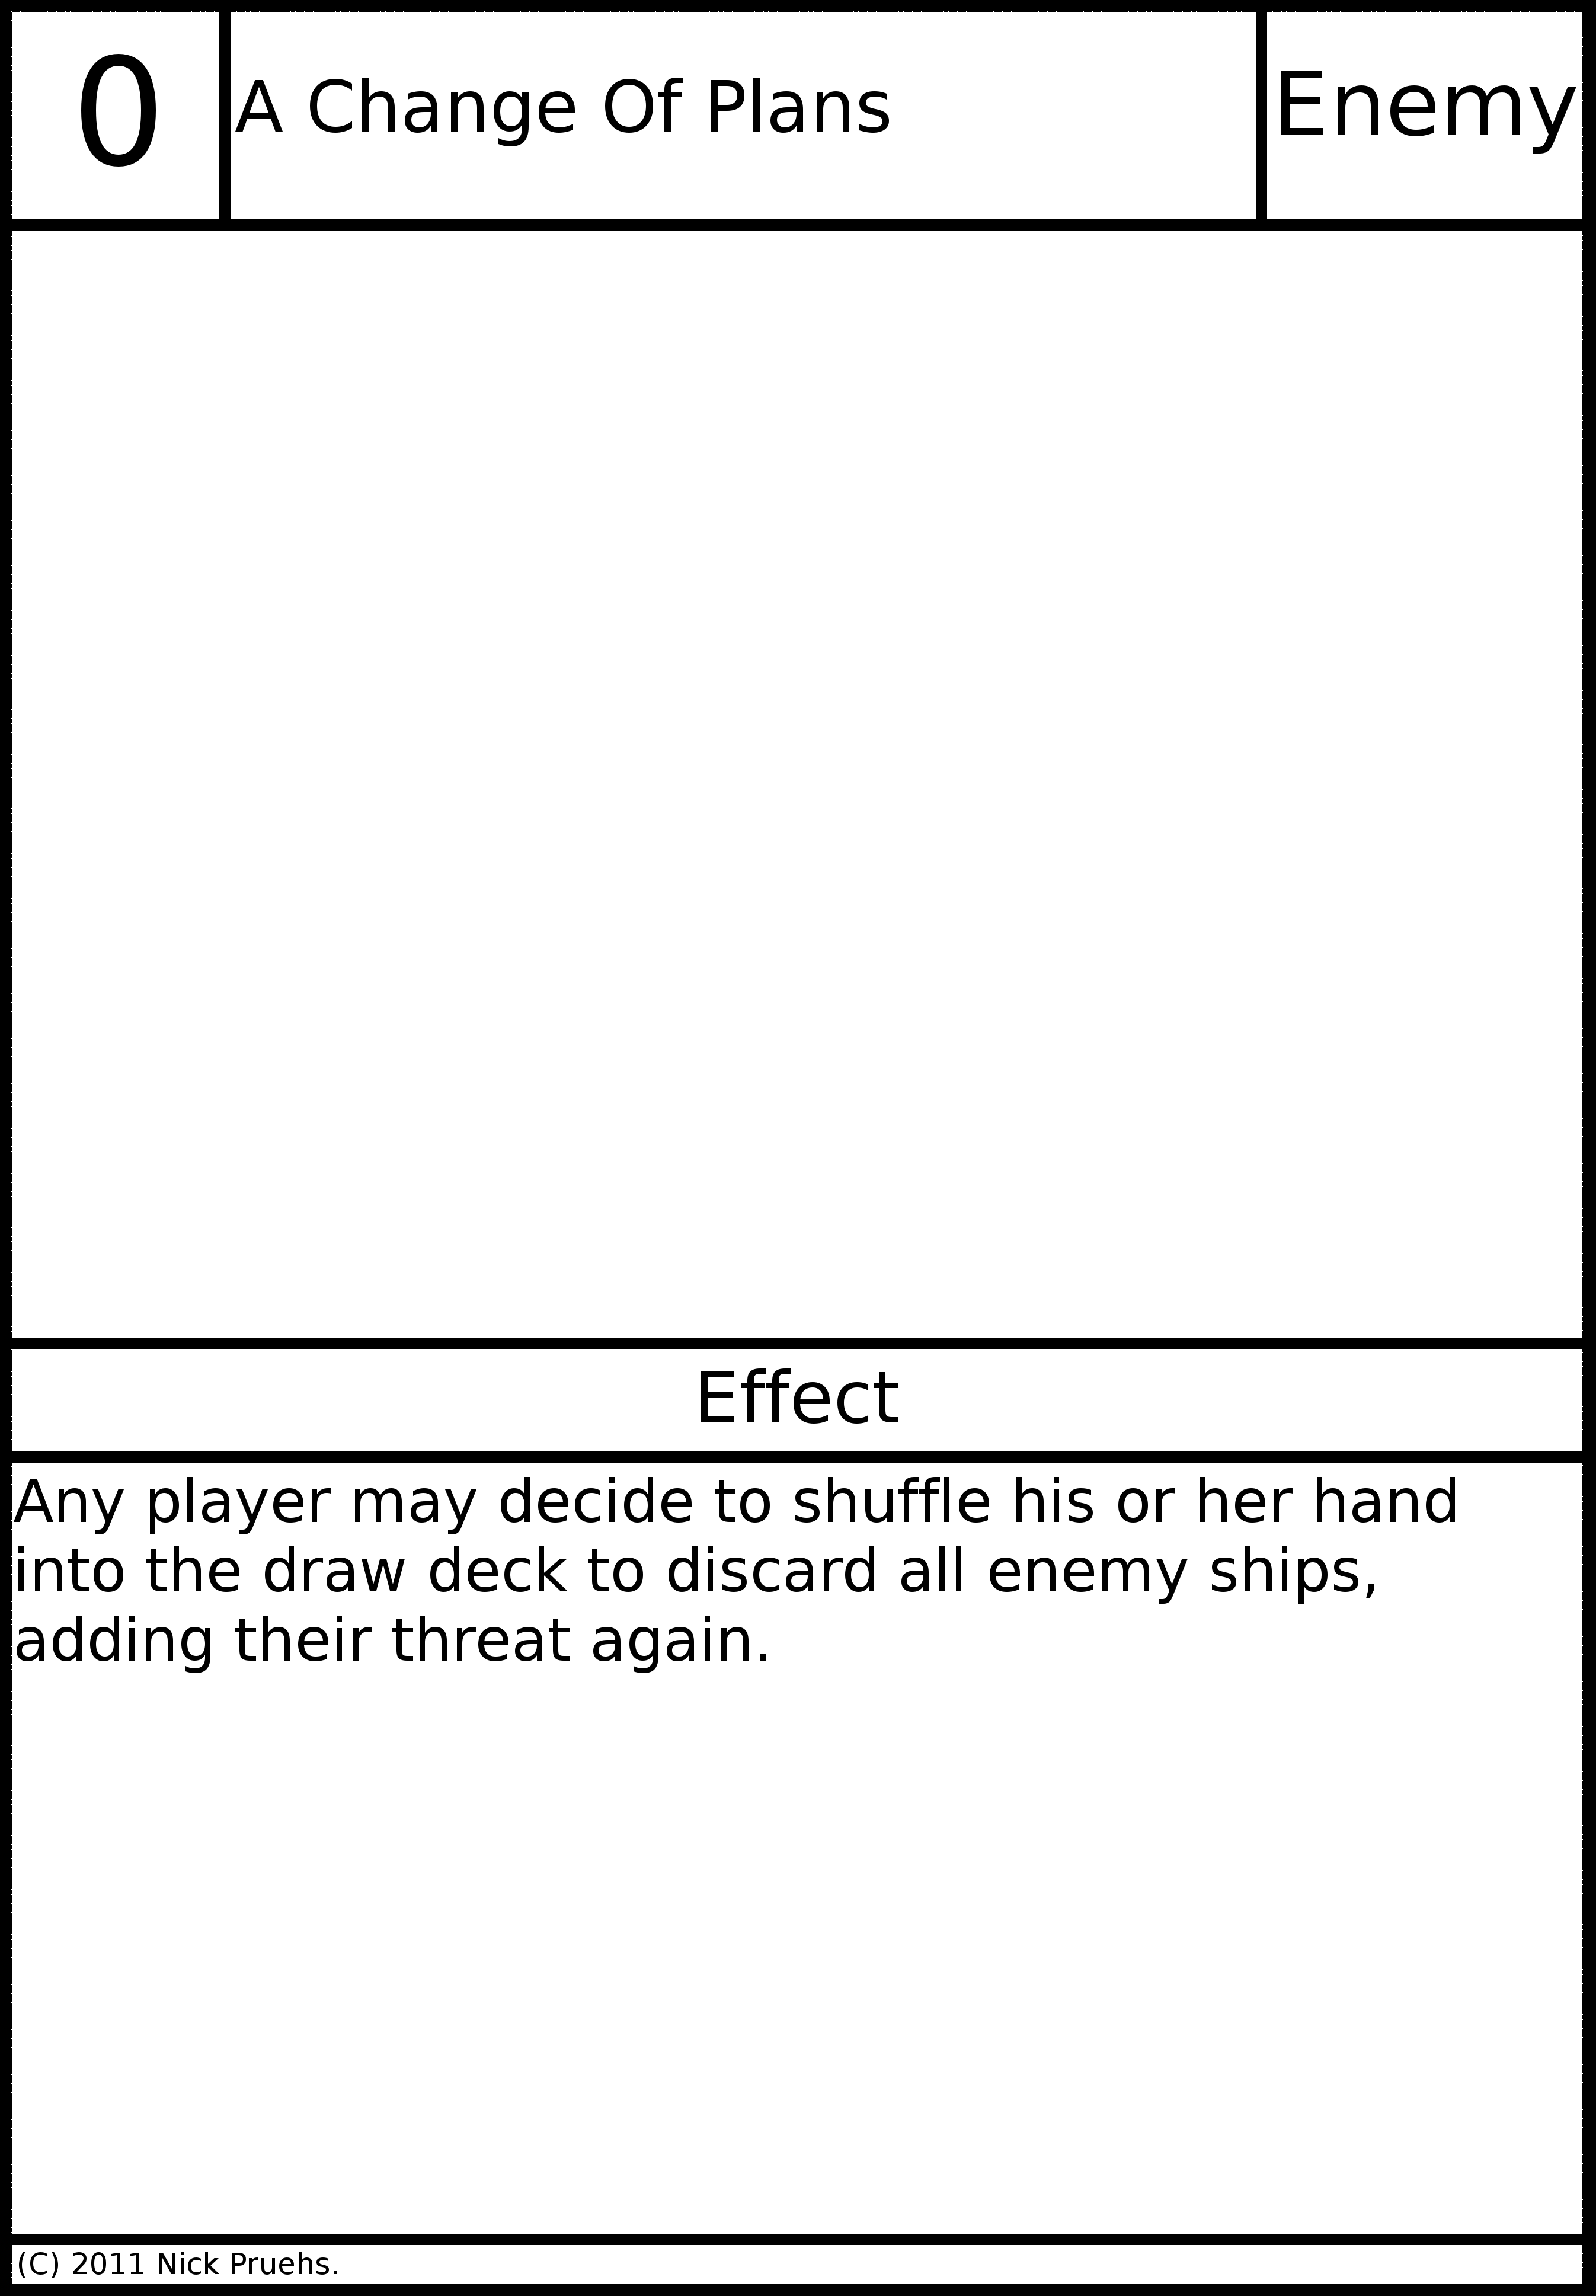 0
A Change Of Plans
Enemy
Effect
Any player may decide to shuffle his or her hand
into the draw deck to discard all enemy ships,
adding their threat again.
(C) 2011 Nick Pruehs.